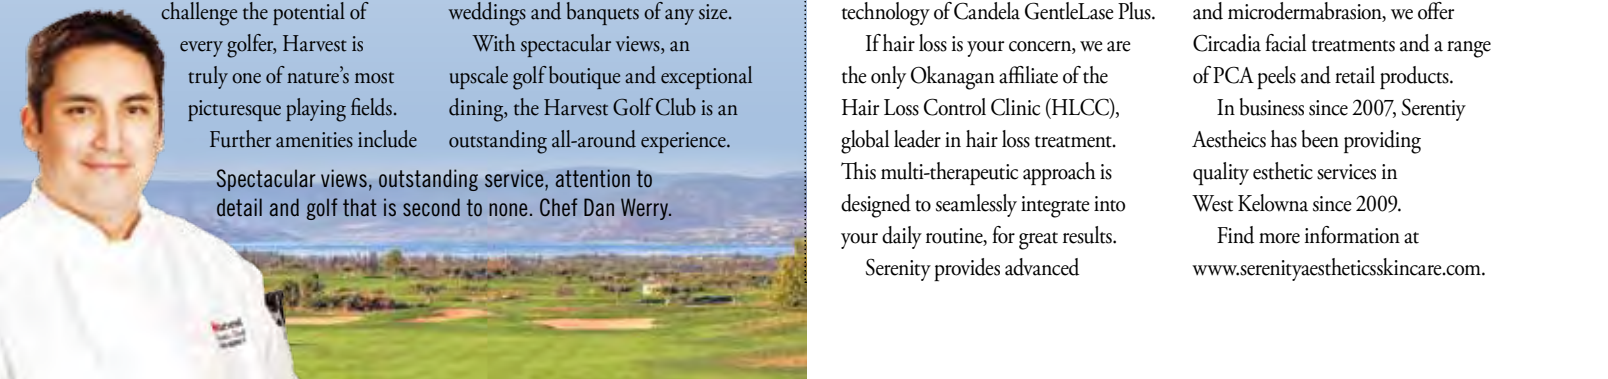 challenge the potential of
every golfer, Harvest is
truly one of nature's most
picturesque playing fields.
Further amenities include
weddings and banquets of any size.
With spectacular views, an
upscale golf boutique and exceptional
dining, the Harvest Golf Club is an
outstanding all-around experience.
Spectacular views, outstanding service, attention to
detail and golf that is second to none. Chef Dan Werry.
technology of Candela GentleLase Plus.
If hair loss is your concern, we are
the only Okanagan affiliate of the
Hair Loss Control Clinic (HLCC),
global leader in hair loss treatment.
This multi-therapeutic approach is
designed to seamlessly integrate into
your daily routine, for great results.
Serenity provides advanced
and microdermabrasion, we offer
Circadia facial treatments and a range
of PCA peels and retail products.
In business since 2007, Serentiy
Aestheics has been providing
quality esthetic services in
West Kelowna since 2009.
Find more information at
www.serenityaestheticsskincare.com.